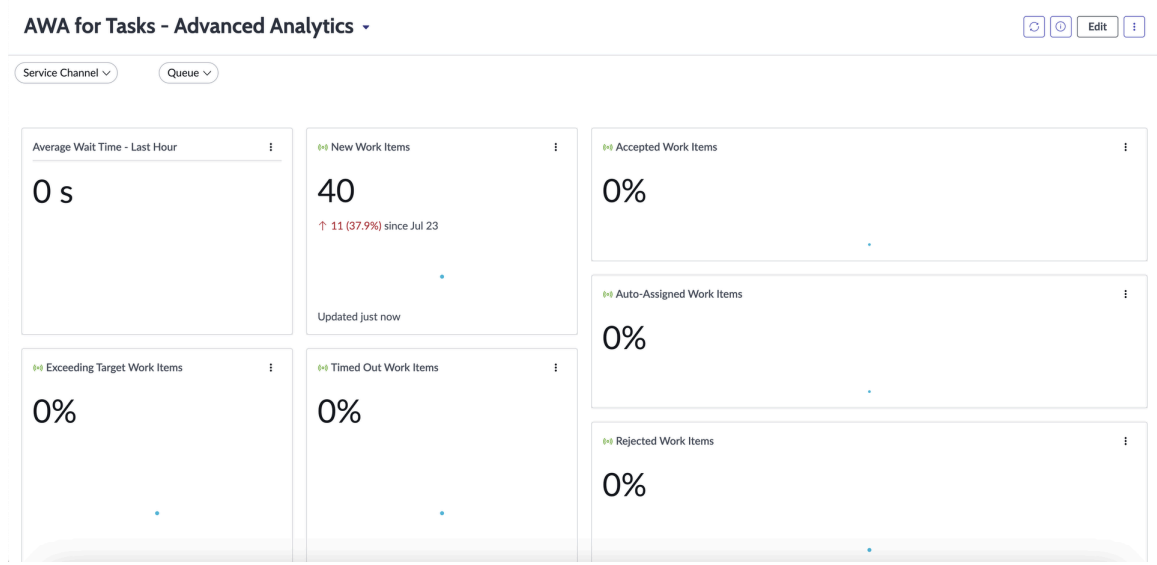 AWA for Tasks - Advanced Analytics
Edit
Service Channel
Queue
Average Wait Time - Last Hour
0 s
New Work Items
40
↑ 11 (37.9%) since Jul 23
Updated just now
Accepted Work Items
0%
Auto-Assigned Work Items
0%
Exceeding Target Work Items
0%
Timed Out Work Items
0%
Rejected Work Items
0%